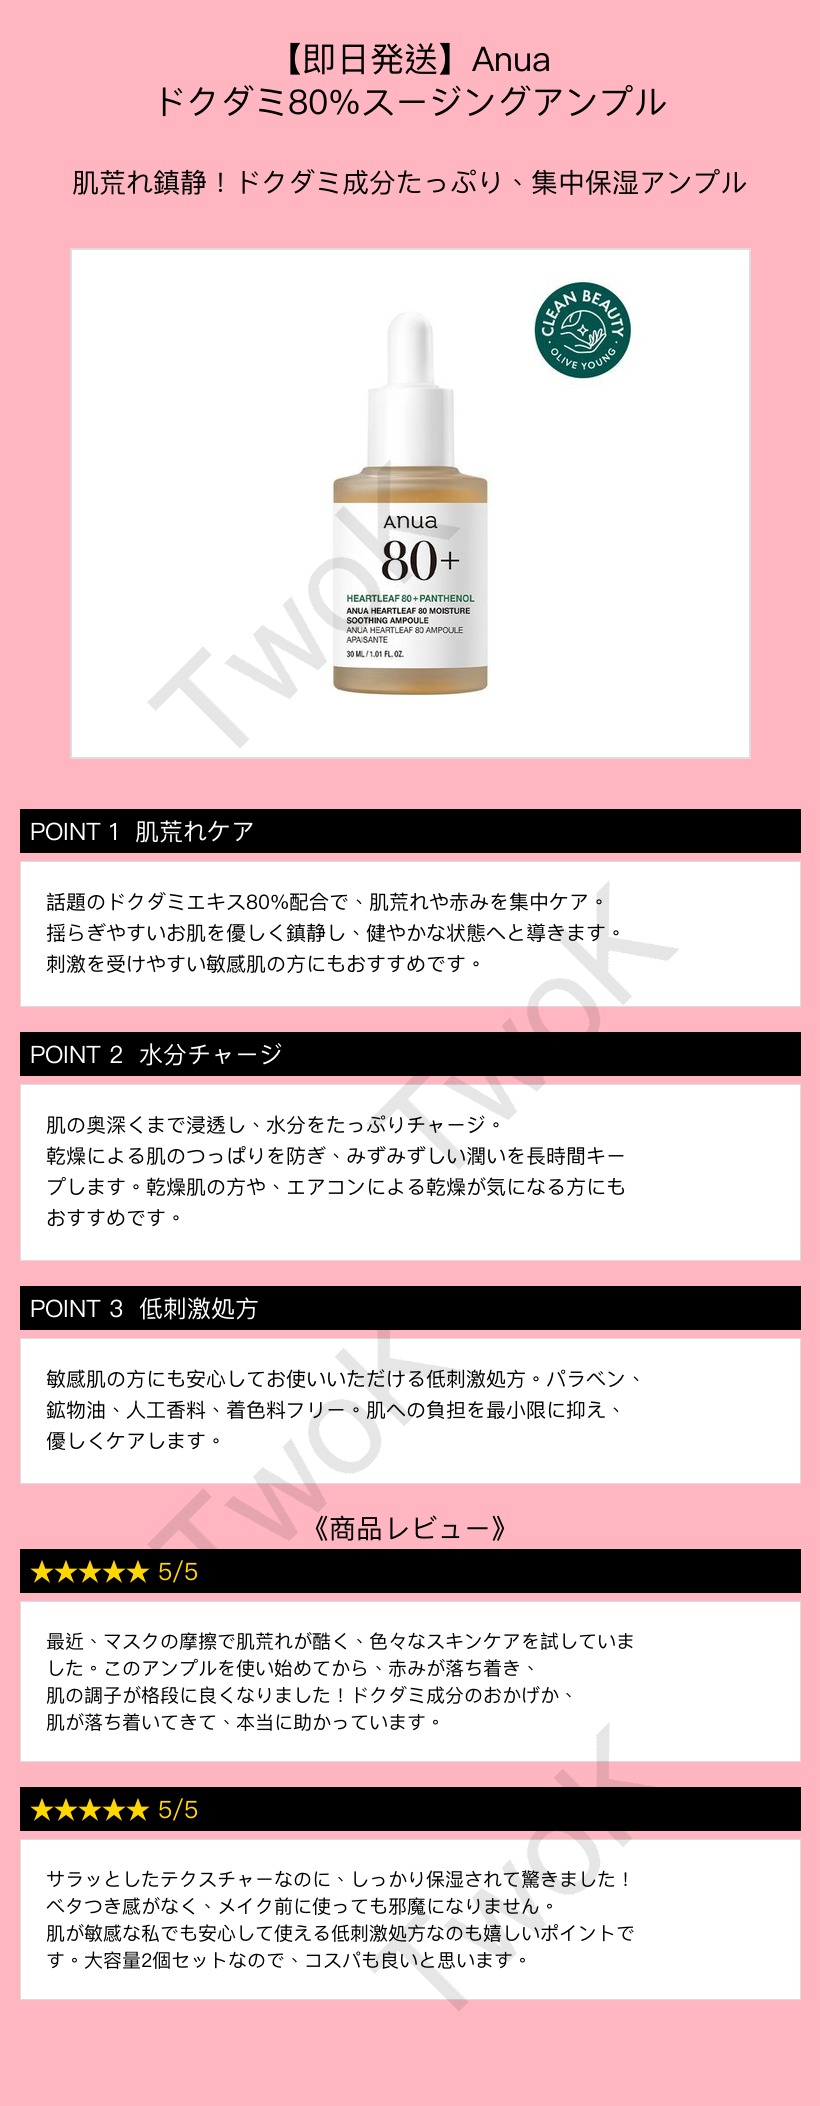 【即日発送】Anua
ドクダミ80%スージングアンプル
肌荒れ鎮静！ドクダミ成分たっぷり、集中保湿アンプル
CLEAN BEAUTY
OLIVE YOUNG
Anua
80+
HEARTLEAF 80+PANTHENOL
ANUA HEARTLEAF 80 MOISTURE
SOOTHING AMPOULE
ANUA HEARTLEAF 80 AMPOULE
APAISANTE
30 ML / 1.01 FL. OZ.
TwoK
POINT 1 肌荒れケア
話題のドクダミエキス80%配合で、肌荒れや赤みを集中ケア。
揺らぎやすいお肌を優しく鎮静し、健やかな状態へと導きます。
刺激を受けやすい敏感肌の方にもおすすめです。
TwoK
POINT 2 水分チャージ
肌の奥深くまで浸透し、水分をたっぷりチャージ。
乾燥による肌のつっぱりを防ぎ、みずみずしい潤いを長時間キー
プします。乾燥肌の方や、エアコンによる乾燥が気になる方にも
おすすめです。
POINT 3 低刺激処方
敏感肌の方にも安心してお使いいただける低刺激処方。パラベン、
鉱物油、人工香料、着色料フリー。肌への負担を最小限に抑え、
優しくケアします。
TwoK
《商品レビュー》
★★★★★ 5/5
最近、マスクの摩擦で肌荒れが酷く、色々なスキンケアを試していま
した。このアンプルを使い始めてから、赤みが落ち着き、
肌の調子が格段に良くなりました！ドクダミ成分のおかげか、
肌が落ち着いてきて、本当に助かっています。
★★★★★ 5/5
サラッとしたテクスチャーなのに、しっかり保湿されて驚きました！
ベタつき感がなく、メイク前に使っても邪魔になりません。
肌が敏感な私でも安心して使える低刺激処方なのも嬉しいポイントで
す。大容量2個セットなので、コスパも良いと思います。
TwoK